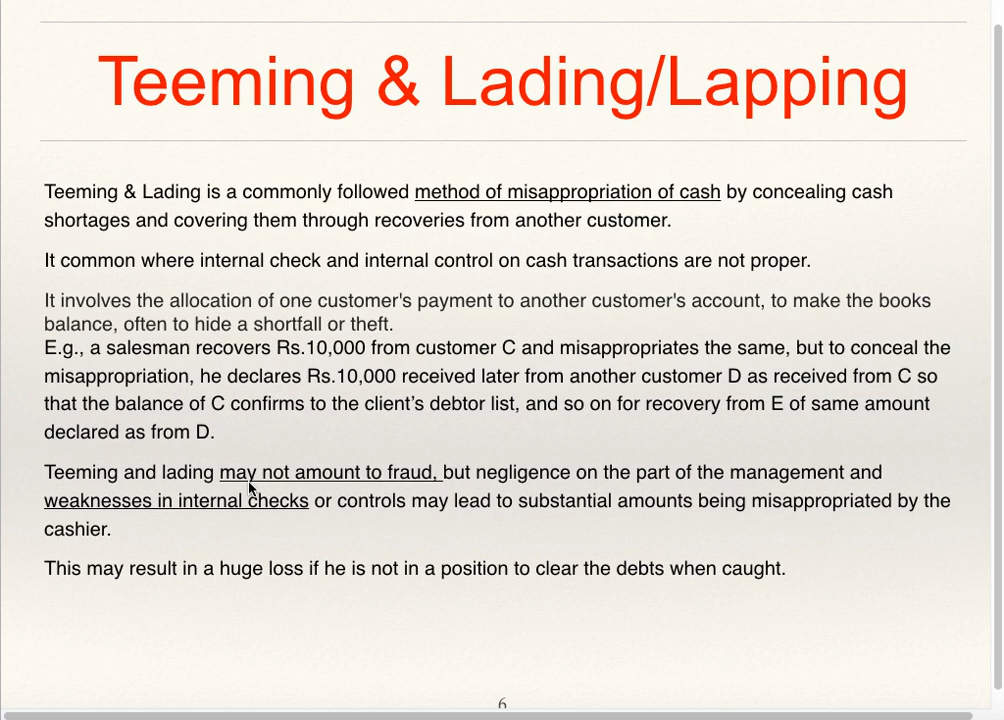 Teeming & Lading/Lapping
Teeming & Lading is a commonly followed method of misappropriation of cash by concealing cash
shortages and covering them through recoveries from another customer.
It common where internal check and internal control on cash transactions are not proper.
It involves the allocation of one customer's payment to another customer's account, to make the books
balance, often to hide a shortfall or theft.
E.g., a salesman recovers Rs.10,000 from customer C and misappropriates the same, but to conceal the
misappropriation, he declares Rs.10,000 received later from another customer D as received from C so
that the balance of C confirms to the client’s debtor list, and so on for recovery from E of same amount
declared as from D.
Teeming and lading may not amount to fraud, but negligence on the part of the management and
weaknesses in internal checks or controls may lead to substantial amounts being misappropriated by the
cashier.
This may result in a huge loss if he is not in a position to clear the debts when caught.
6